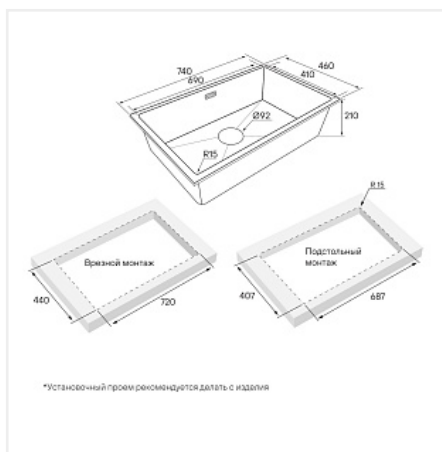 740
690
460
410
Ø92
210
R15
R15
Врезной монтаж
Подстольный
монтаж
440
720
407
687
*Установочный проем рекомендуется делать с изделия